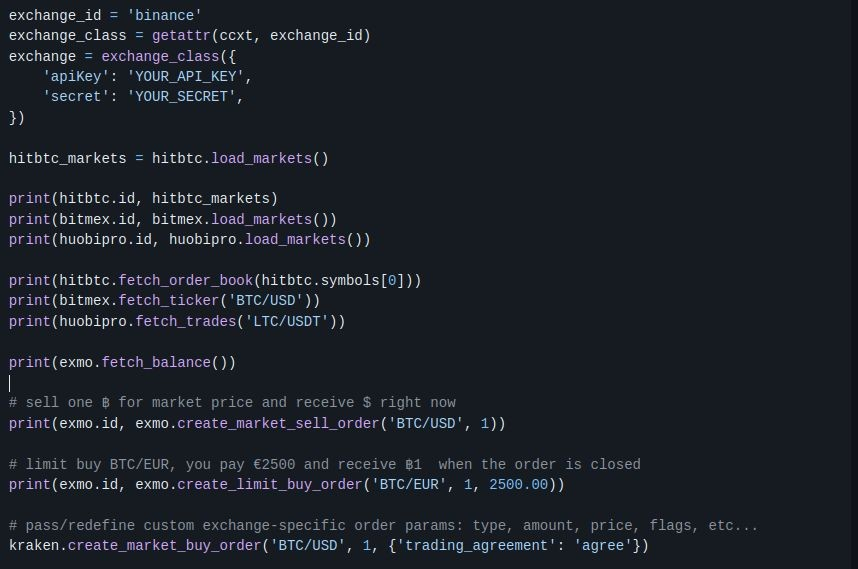 exchange_id = 'binance'
exchange_class = getattr(ccxt, exchange_id)
exchange = exchange_class({
    'apiKey': 'YOUR_API_KEY',
    'secret': 'YOUR_SECRET',
})

hitbtc_markets = hitbtc.load_markets()

print(hitbtc.id, hitbtc_markets)
print(bitmex.id, bitmex.load_markets())
print(huobipro.id, huobipro.load_markets())

print(hitbtc.fetch_order_book(hitbtc.symbols[0]))
print(bitmex.fetch_ticker('BTC/USD'))
print(huobipro.fetch_trades('LTC/USDT'))

print(exmo.fetch_balance())

# sell one ฿ for market price and receive $ right now
print(exmo.id, exmo.create_market_sell_order('BTC/USD', 1))

# limit buy BTC/EUR, you pay €2500 and receive ฿1  when the order is closed
print(exmo.id, exmo.create_limit_buy_order('BTC/EUR', 1, 2500.00))

# pass/redefine custom exchange-specific order params: type, amount, price, flags, etc...
kraken.create_market_buy_order('BTC/USD', 1, {'trading_agreement': 'agree'})